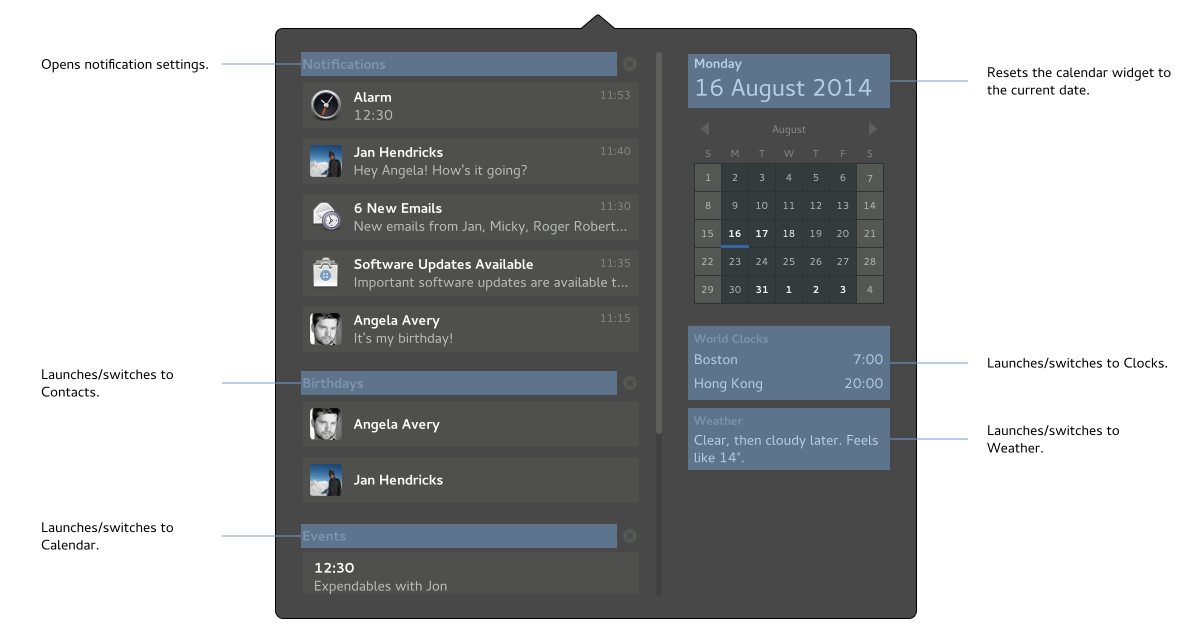 Opens notification settings.
Notifications
Alarm 11:53
12:30
Jan Hendricks 11:40
Hey Angela! How's it going?
6 New Emails 11:30
New emails from Jan, Micky, Roger Robert...
Software Updates Available 11:35
Important software updates are available t...
Angela Avery 11:15
It's my birthday!
Launches/switches to
Contacts.
Birthdays
Angela Avery
Jan Hendricks
Launches/switches to
Calendar.
Events
12:30
Expendables with Jon
Monday
16 August 2014
Resets the calendar widget to
the current date.
August
S M T W T F S
1 2 3 4 5 6 7
8 9 10 11 12 13 14
15 16 17 18 19 20 21
22 23 24 25 26 27 28
29 30 31 1 2 3 4
World Clocks
Boston 7:00
Hong Kong 20:00
Launches/switches to Clocks.
Weather
Clear, then cloudy later. Feels
like 14°.
Launches/switches to
Weather.